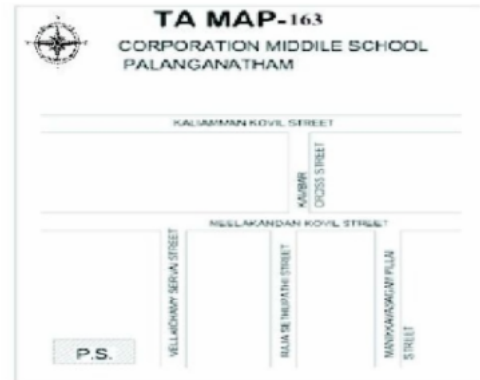 TA MAP-163
CORPORATION MIDDILE SCHOOL
PALANGANATHAM
KALIAMMAN KOVIL STREET
KAMBAR
CROSS STREET
NEELAKANDAN KOVIL STREET
VELLAICHAMY SERVAI STREET
RAJA SETHUPATHI STREET
MANIKKAVASAGAM PILLAI
STREET
P.S.